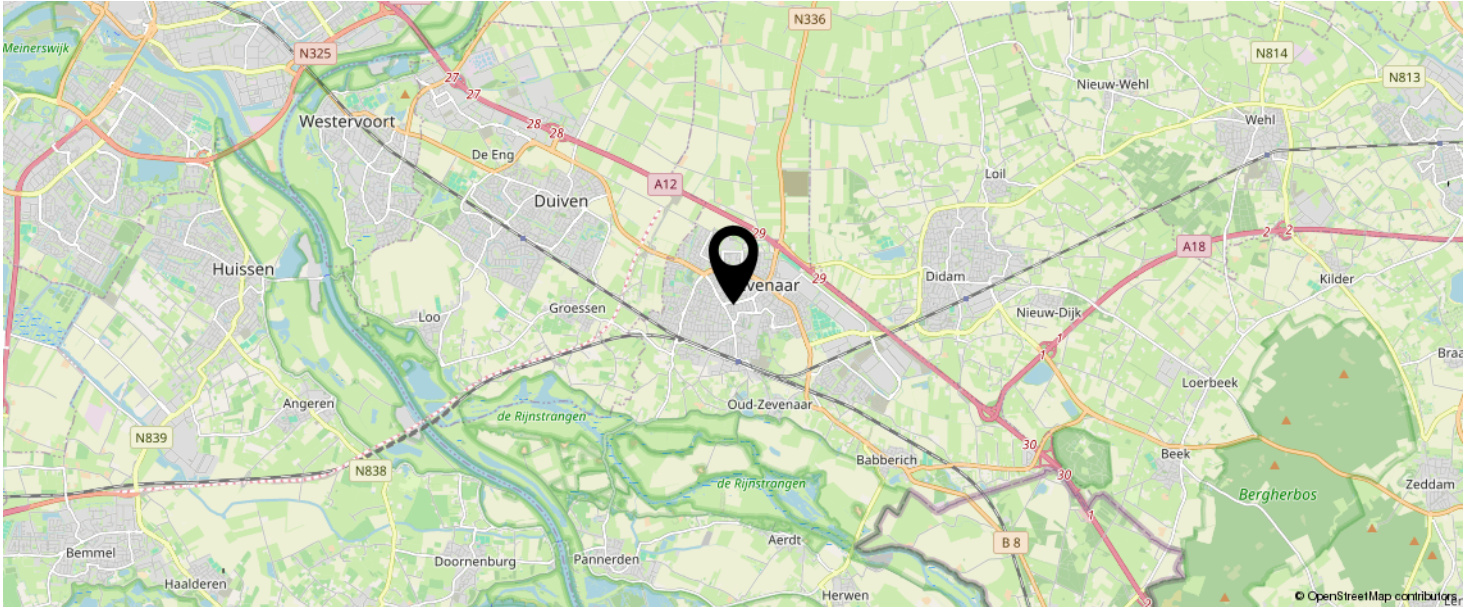 N336
Meinerswijk
N325
N814
N813
27
27
Nieuw-Wehl
Westervoort
28
28
Wehl
De Eng
Loil
A12
Duiven
29
2
2
A18
Huissen
29
Didam
Kilder
evenaar
Groessen
Loo
Nieuw-Dijk
1
1
Braa
Loerbeek
Angeren
Oud-Zevenaar
de Rijnstrangen
N839
30
Babberich
Beek
N838
30
de Rijnstrangen
Zeddam
Bergherbos
1
B 8
Aerdt
Bemmel
Doornenburg
Pannerden
Haalderen
Herwen
© OpenStreetMap contributors